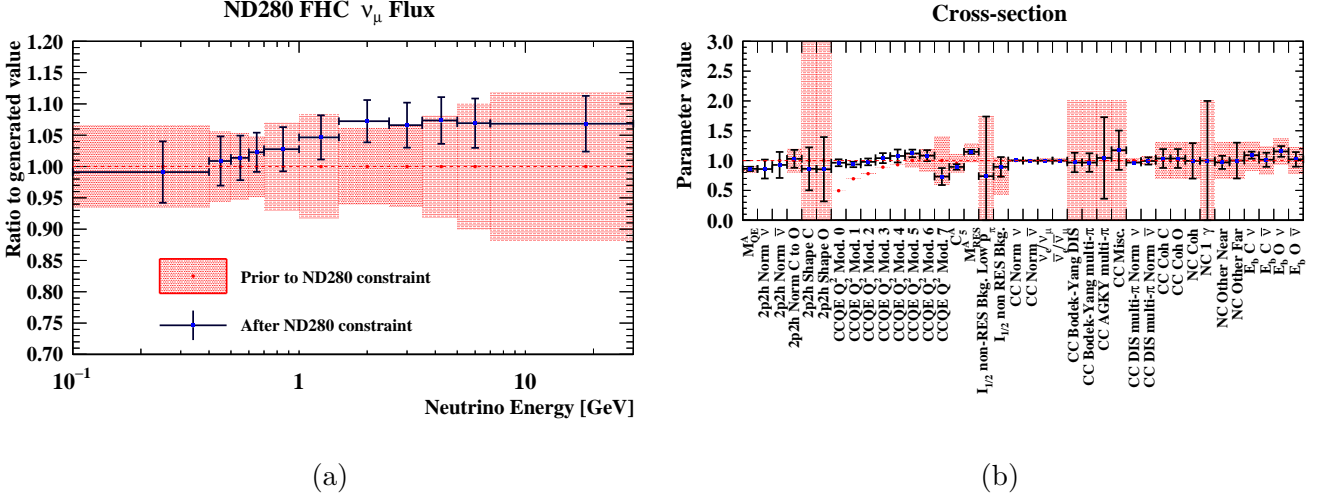 ND280 FHC νμ Flux
Ratio to generated value
1.20
1.15
1.10
1.05
1.00
0.95
0.90
0.85
0.80
0.75
0.70
Prior to ND280 constraint
After ND280 constraint
10⁻¹
1
10
Neutrino Energy [GeV]
(a)
Cross-section
Parameter value
3.0
2.5
2.0
1.5
1.0
0.5
0.0
M_QE^A
2p2h Norm ν
2p2h Norm ν̅
2p2h Norm C to O
2p2h Shape C
2p2h Shape O
CCQE Q² Mod. 0
CCQE Q² Mod. 1
CCQE Q² Mod. 2
CCQE Q² Mod. 3
CCQE Q² Mod. 4
CCQE Q² Mod. 5
CCQE Q² Mod. 6
CCQE Q² Mod. 7
C_5^A
M_A^RES
I_1/2 non-RES Bkg. Low p_π
I_1/2 non RES Bkg.
CC Norm ν
CC Norm ν̅
ν_e/ν_μ
ν̅_e/ν̅_μ
CC Bodek-Yang DIS
CC Bodek-Yang multi-π
CC AGKY multi-π
CC Misc.
CC DIS multi-π Norm ν
CC DIS multi-π Norm ν̅
CC Coh C
CC Coh O
NC Coh
NC 1 γ
NC Other Near
NC Other Far
E_b C ν
E_b C ν̅
E_b O ν
E_b O ν̅
(b)